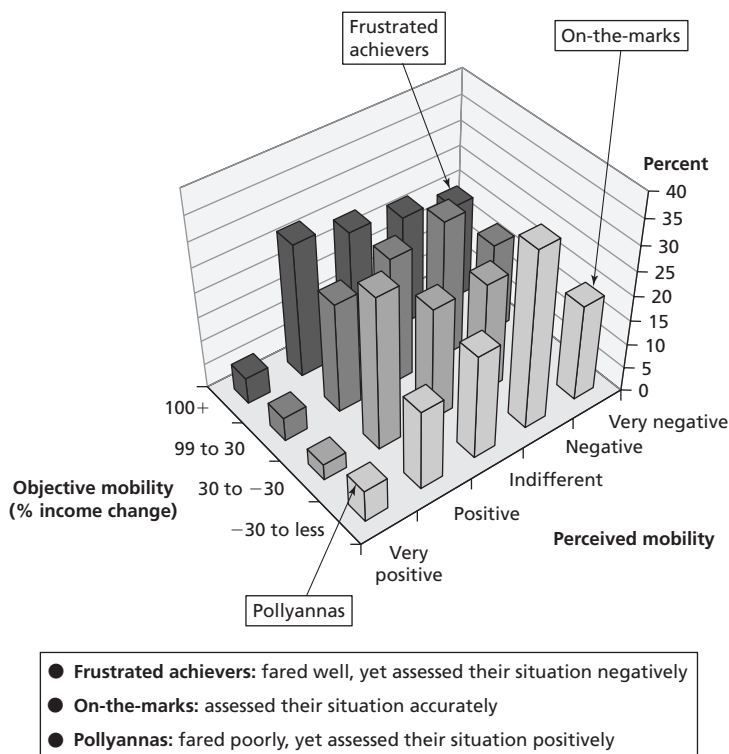 Frustrated
achievers
On-the-marks
Percent
40
35
30
25
20
15
10
5
0
100+
99 to 30
30 to −30
−30 to less
Objective mobility
(% income change)
Very negative
Negative
Indifferent
Positive
Very
positive
Perceived mobility
Pollyannas
● Frustrated achievers: fared well, yet assessed their situation negatively
● On-the-marks: assessed their situation accurately
● Pollyannas: fared poorly, yet assessed their situation positively